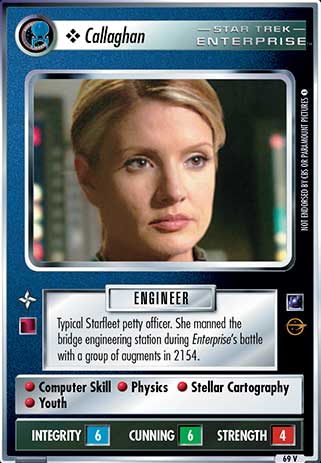 ❖ Callaghan
STAR TREK
ENTERPRISE™
NOT ENDORSED BY CBS OR PARAMOUNT PICTURES
ENGINEER
Typical Starfleet petty officer. She manned the
bridge engineering station during Enterprise's battle
with a group of augments in 2154.
• Computer Skill • Physics • Stellar Cartography
• Youth
INTEGRITY 6 CUNNING 6 STRENGTH 4
69 V